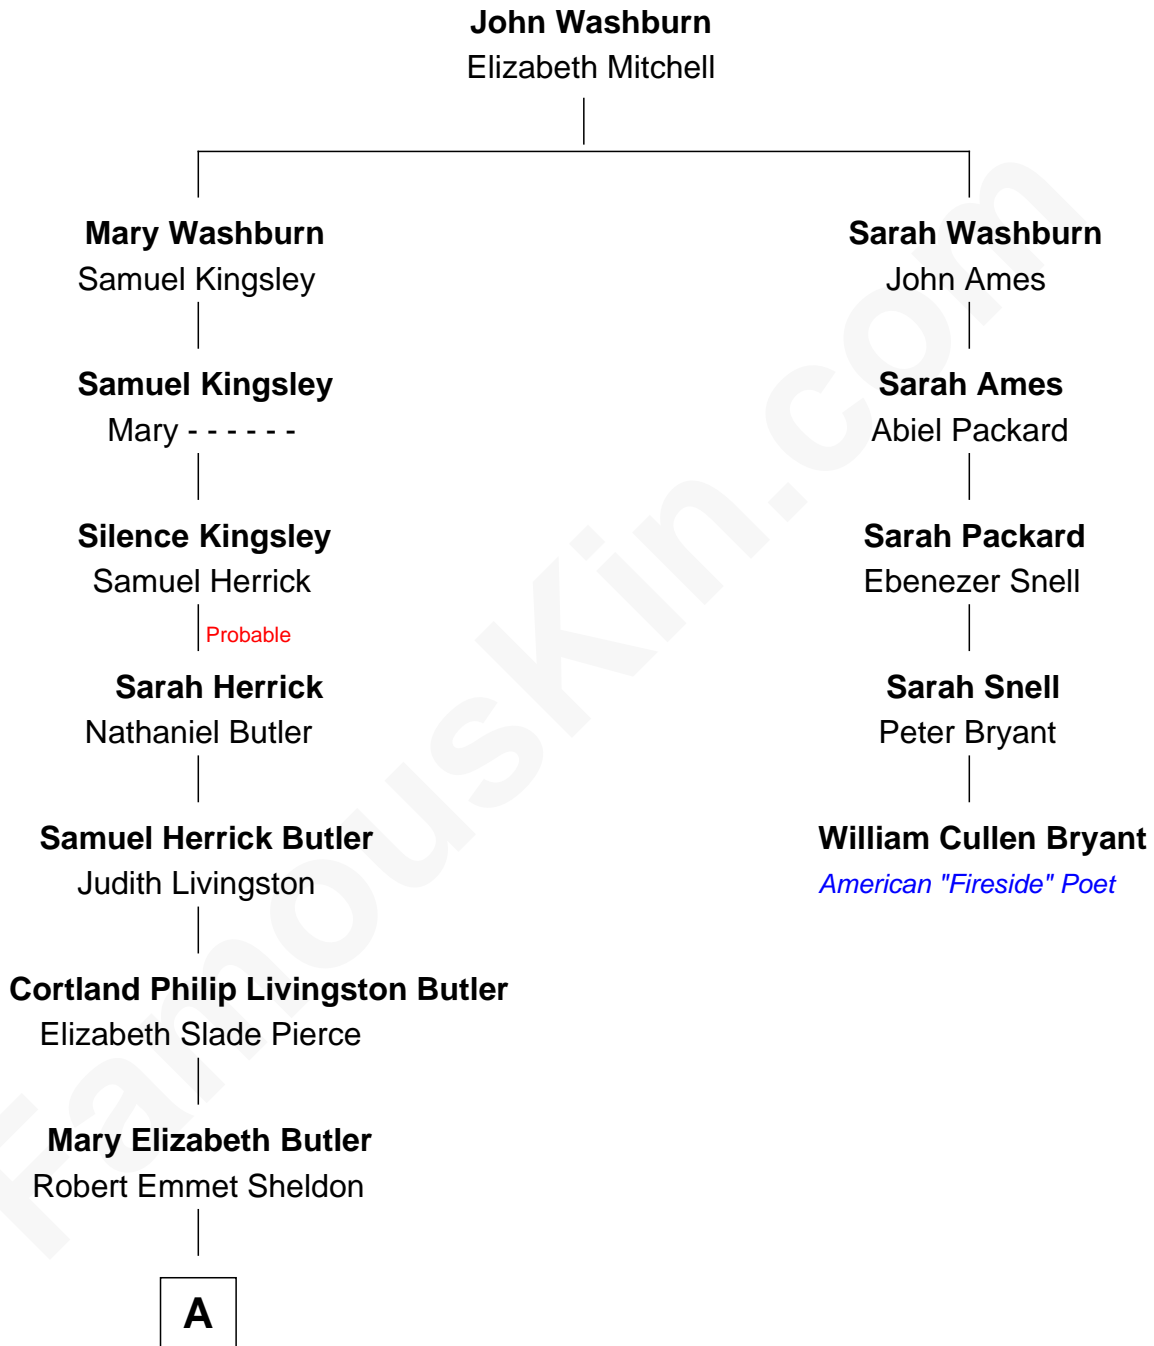 John Washburn
Elizabeth Mitchell
Mary Washburn
Samuel Kingsley
Sarah Washburn
John Ames
Samuel Kingsley
Mary - - - - - -
Sarah Ames
Abiel Packard
Silence Kingsley
Samuel Herrick
Sarah Packard
Ebenezer Snell
Probable
Sarah Herrick
Nathaniel Butler
Sarah Snell
Peter Bryant
Samuel Herrick Butler
Judith Livingston
William Cullen Bryant
American "Fireside" Poet
Cortland Philip Livingston Butler
Elizabeth Slade Pierce
Mary Elizabeth Butler
Robert Emmet Sheldon
A
FamousKin.com